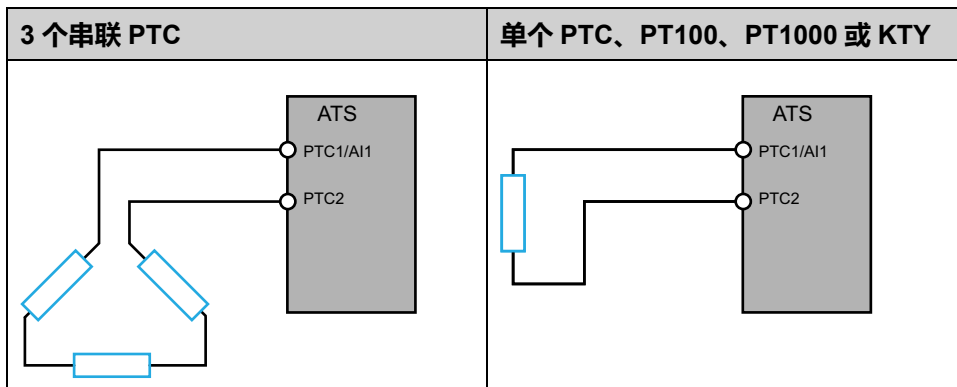 3 个串联 PTC
单个 PTC、PT100、PT1000 或 KTY
ATS
PTC1/AI1
PTC2
ATS
PTC1/AI1
PTC2